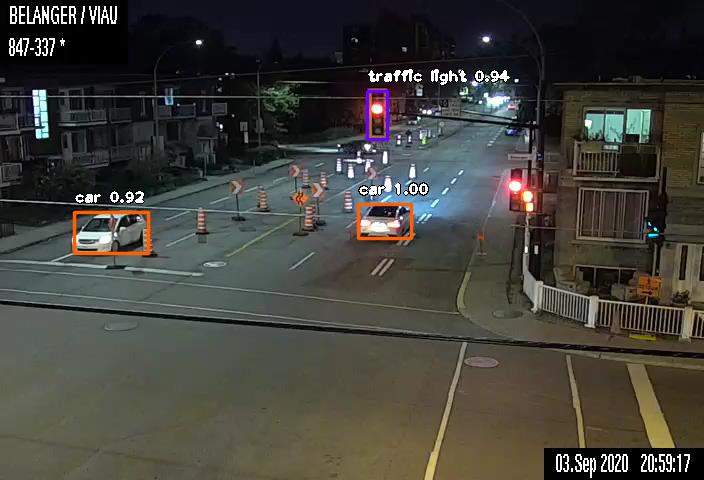 BELANGER / VIAU
847-337 *
traffic light 0.94
car 0.92
car 1.00
03.Sep 2020 20:59:17